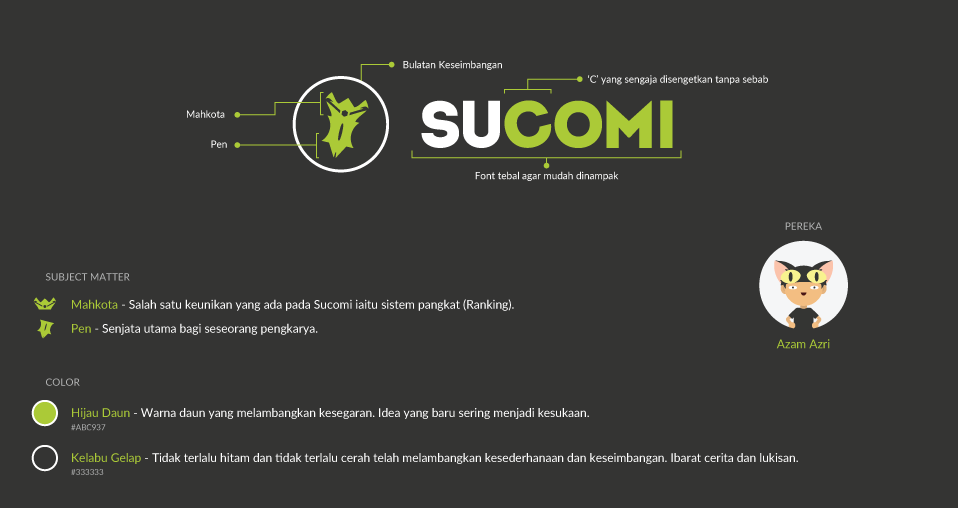 Bulatan Keseimbangan
'C' yang sengaja disengetkan tanpa sebab
Mahkota
SUCOMI
Pen
Font tebal agar mudah dinampak
PEREKA
SUBJECT MATTER
Mahkota - Salah satu keunikan yang ada pada Sucomi iaitu sistem pangkat (Ranking).
Pen - Senjata utama bagi seseorang pengkarya.
Azam Azri
COLOR
Hijau Daun - Warna daun yang melambangkan kesegaran. Idea yang baru sering menjadi kesukaan.
#ABC937
Kelabu Gelap - Tidak terlalu hitam dan tidak terlalu cerah telah melambangkan kesederhanaan dan keseimbangan. Ibarat cerita dan lukisan.
#333333